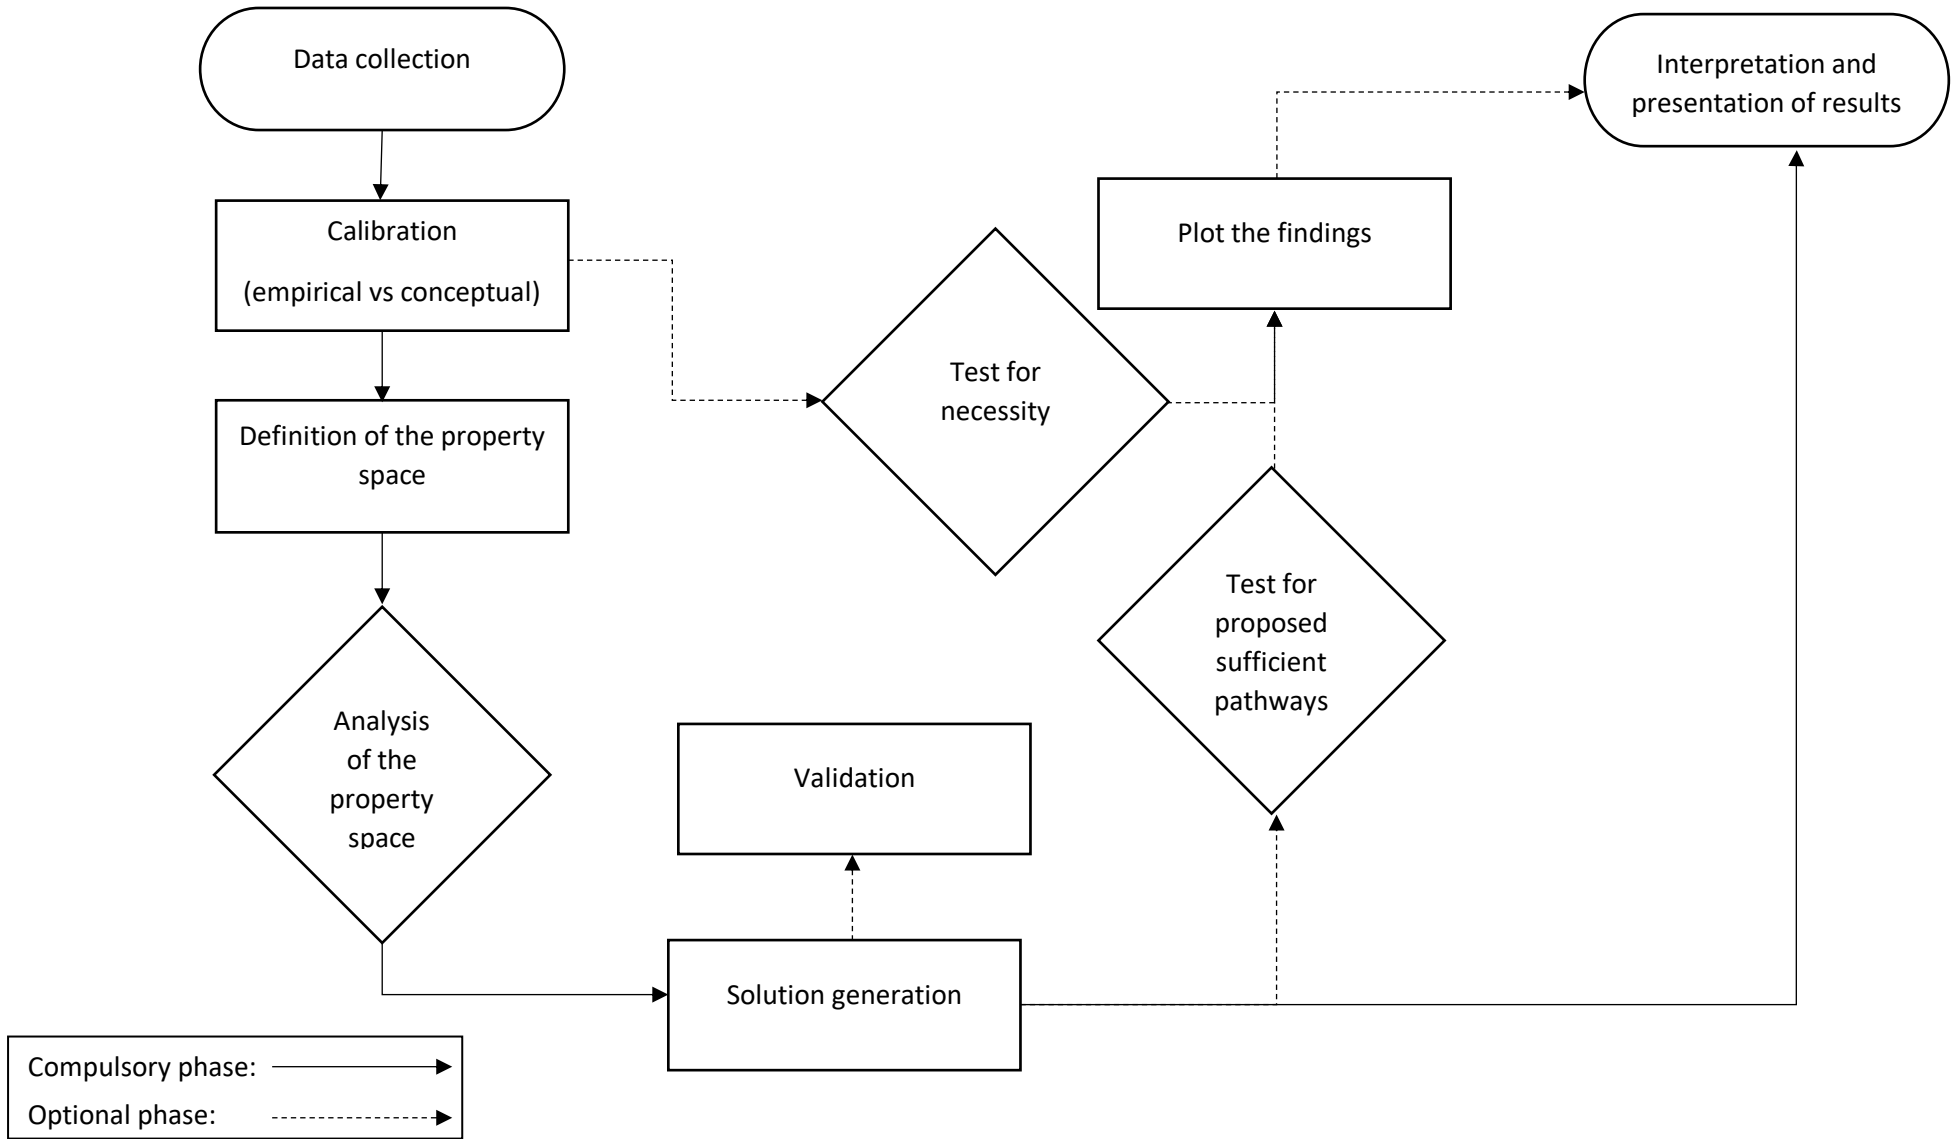 Data collection
Interpretation and
presentation of results
Calibration
(empirical vs conceptual)
Plot the findings
Test for
necessity
Definition of the property
space
Test for
proposed
sufficient
pathways
Analysis
of the
property
space
Validation
Solution generation
Compulsory phase:
Optional phase: